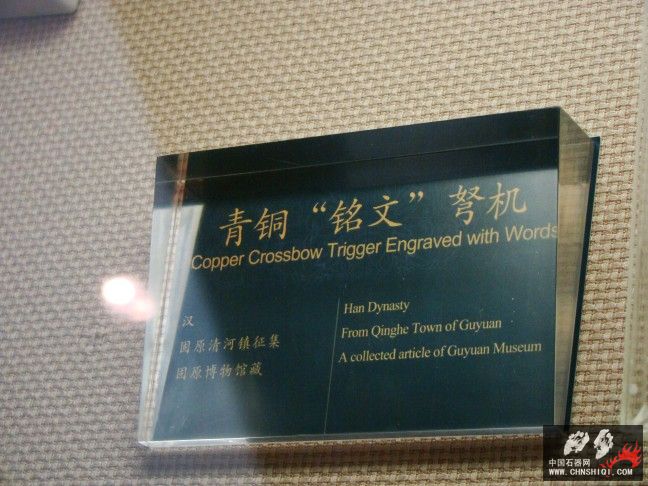 青铜“铭文”弩机
Copper Crossbow Trigger Engraved with Words
汉
固原清河镇征集
固原博物馆藏
Han Dynasty
From Qinghe Town of Guyuan
A collected article of Guyuan Museum
中国石器网
WWW.CHNSHIQI.COM